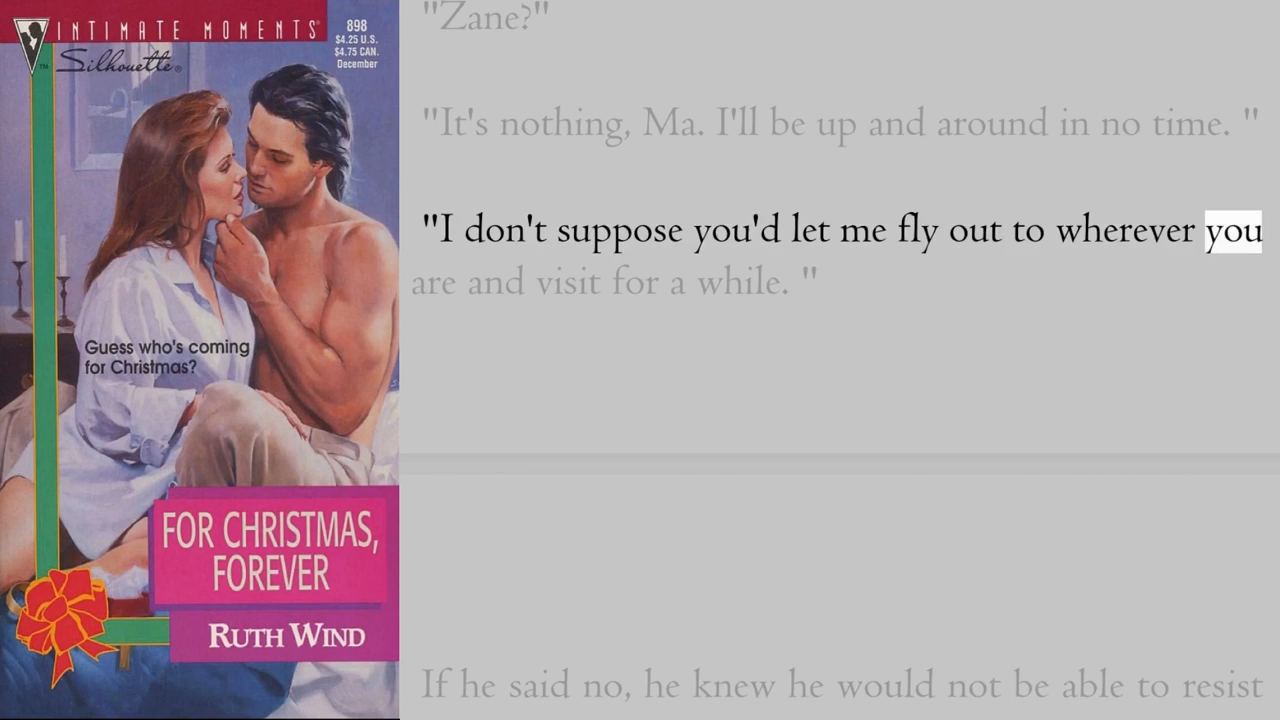 INTIMATE MOMENTS®
898
$4.25 U.S.
$4.75 CAN.
December
™
Silhouette®
Guess who's coming
for Christmas?
FOR CHRISTMAS,
FOREVER
RUTH WIND
"Zane?"
"It's nothing, Ma. I'll be up and around in no time. "
"I don't suppose you'd let me fly out to wherever you
are and visit for a while. "
If he said no, he knew he would not be able to resist